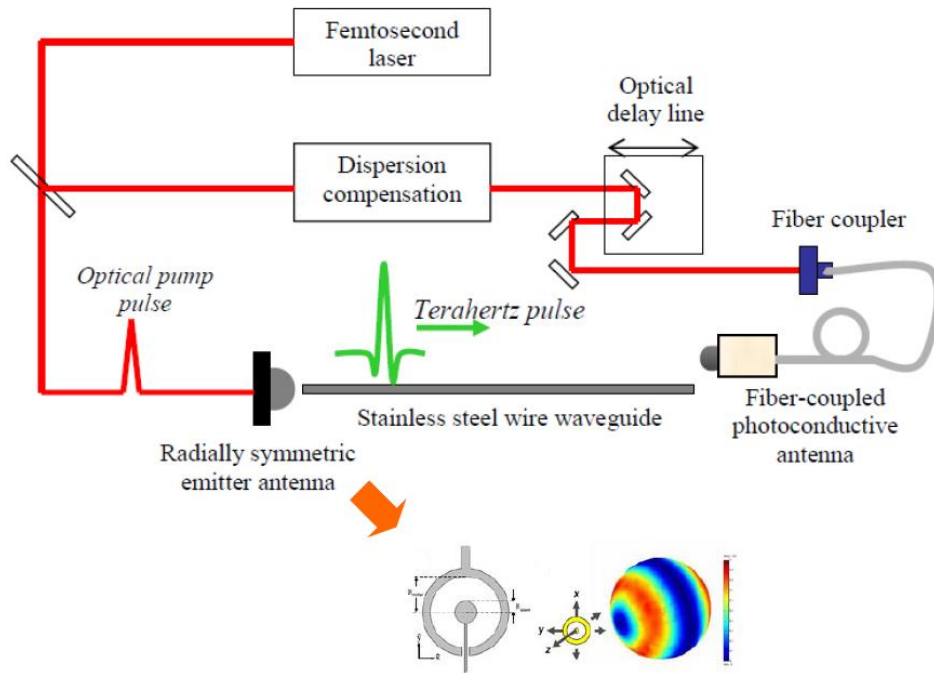 Femtosecond
laser
Optical
delay line
Dispersion
compensation
Fiber coupler
Optical pump
pulse
Terahertz pulse
Stainless steel wire waveguide
Fiber-coupled
photoconductive
antenna
Radially symmetric
emitter antenna
x
y
z